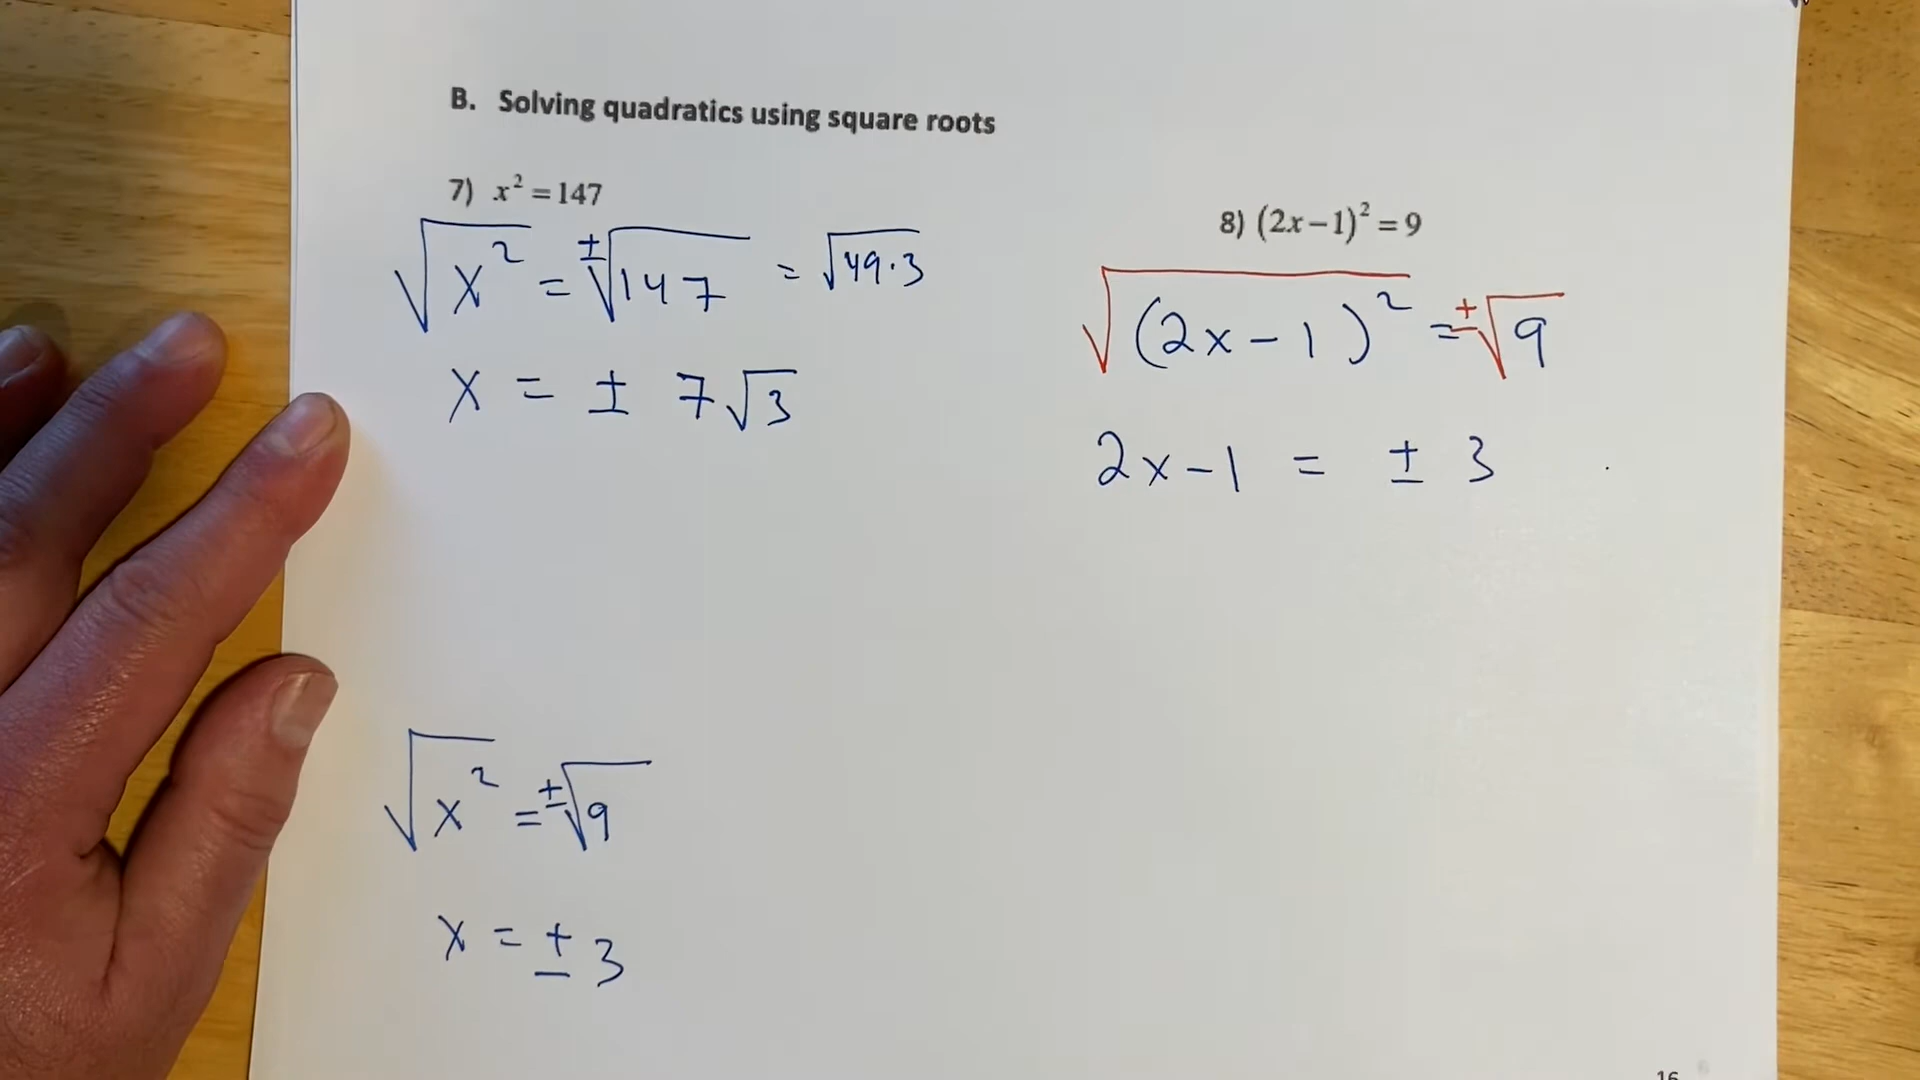 B. Solving quadratics using square roots
7) x² = 147
√x² = ±√147 = √49·3
x = ± 7√3
√x² = ±√9
x = ± 3
8) (2x−1)² = 9
√(2x−1)² = ±√9
2x−1 = ± 3
16